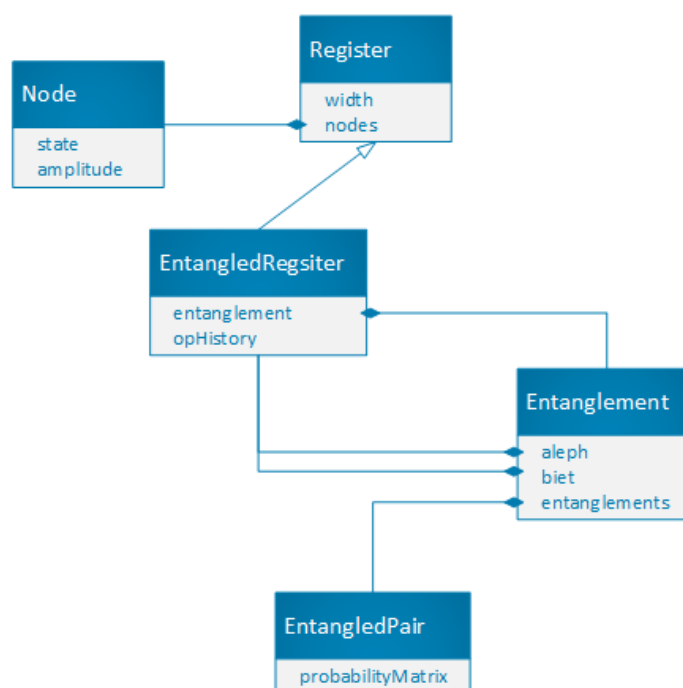 Register
width
nodes
Node
state
amplitude
EntangledRegsiter
entanglement
opHistory
Entanglement
aleph
biet
entanglements
EntangledPair
probabilityMatrix